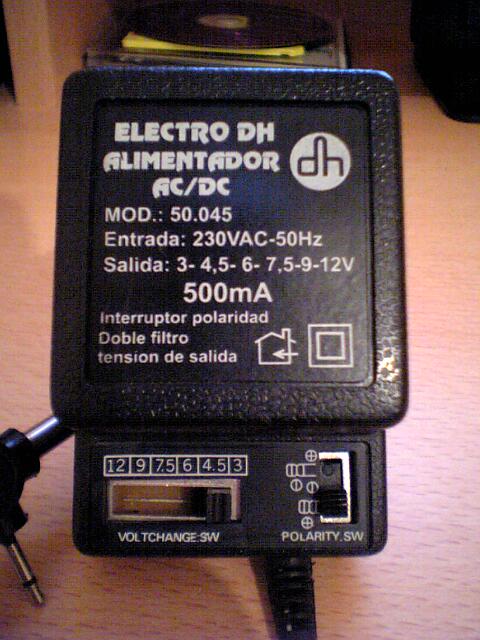 ELECTRO DH
ALIMENTADOR
AC/DC
dh
MOD.: 50.045
Entrada: 230VAC-50Hz
Salida: 3- 4,5- 6- 7,5-9-12V
500mA
Interruptor polaridad
Doble filtro
tension de salida
12 9 7.5 6 4.5 3
VOLTCHANGE.SW
POLARITY.SW